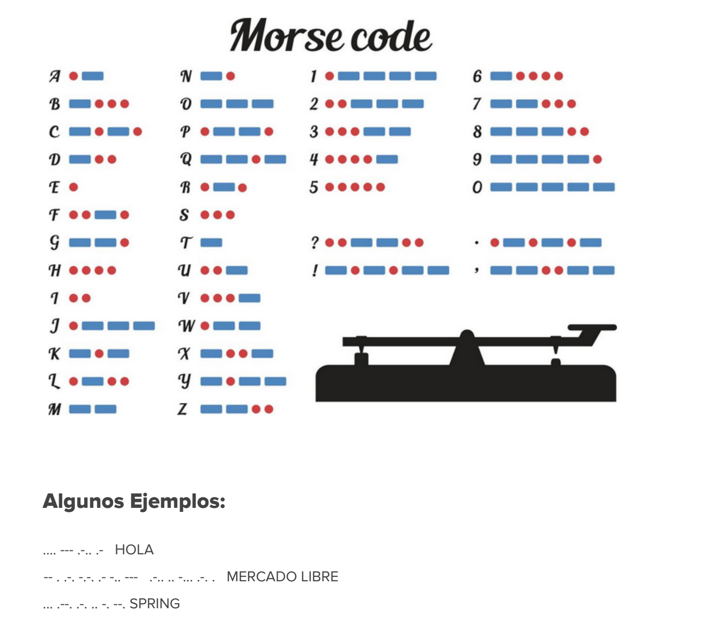 Morse code
A N 1 6
B O 2 7
C P 3 8
D Q 4 9
E R 5 0
F S
G T ? .
H U ! ,
I V
J W
K X
L Y
M Z
Algunos Ejemplos:
.... --- .-.. .- HOLA
-- . .-. -.-. .- -.. --- .-.. .. -... .-. . MERCADO LIBRE
... .--. .-. .. -. --. SPRING